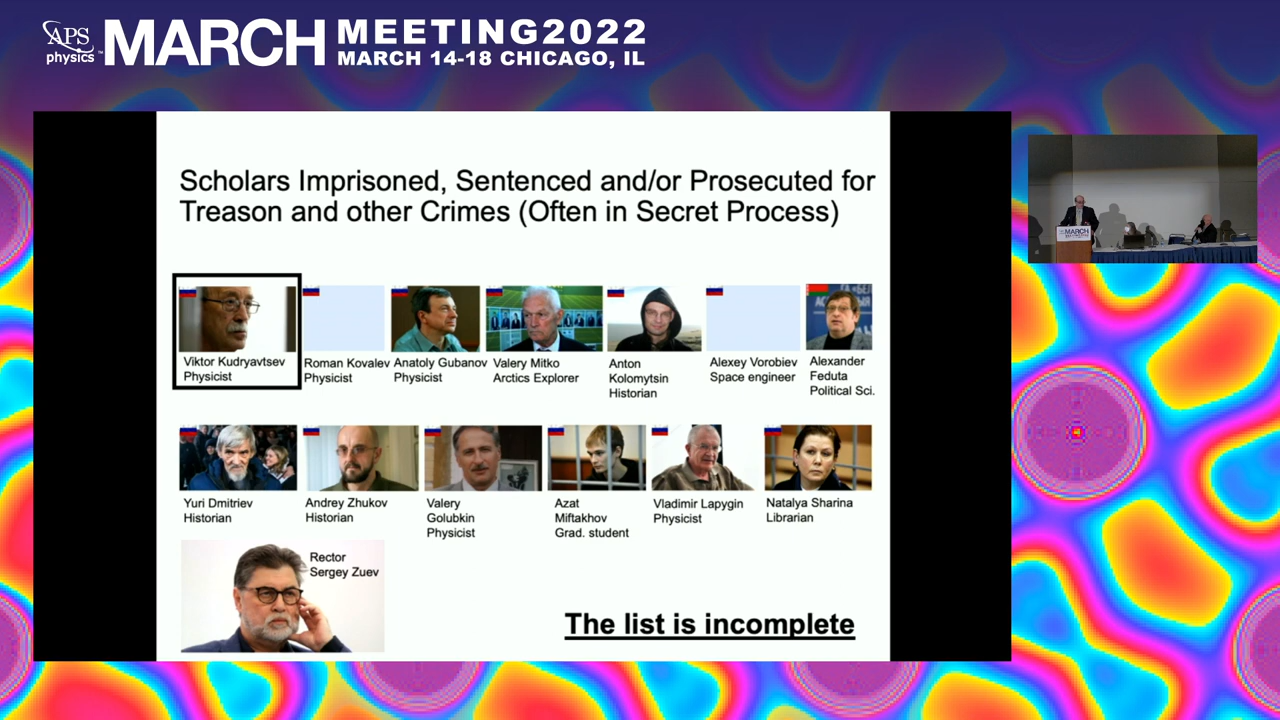 APS
physics
MARCH
MEETING2022
MARCH 14-18 CHICAGO, IL
Scholars Imprisoned, Sentenced and/or Prosecuted for
Treason and other Crimes (Often in Secret Process)
Viktor Kudryavtsev
Physicist
Roman Kovalev
Physicist
Anatoly Gubanov
Physicist
Valery Mitko
Arctics Explorer
Anton
Kolomytsin
Historian
Alexey Vorobiev
Space engineer
Alexander
Feduta
Political Sci.
Yuri Dmitriev
Historian
Andrey Zhukov
Historian
Valery
Golubkin
Physicist
Azat
Miftakhov
Grad. student
Vladimir Lapygin
Physicist
Natalya Sharina
Librarian
Rector
Sergey Zuev
The list is incomplete
MARCH